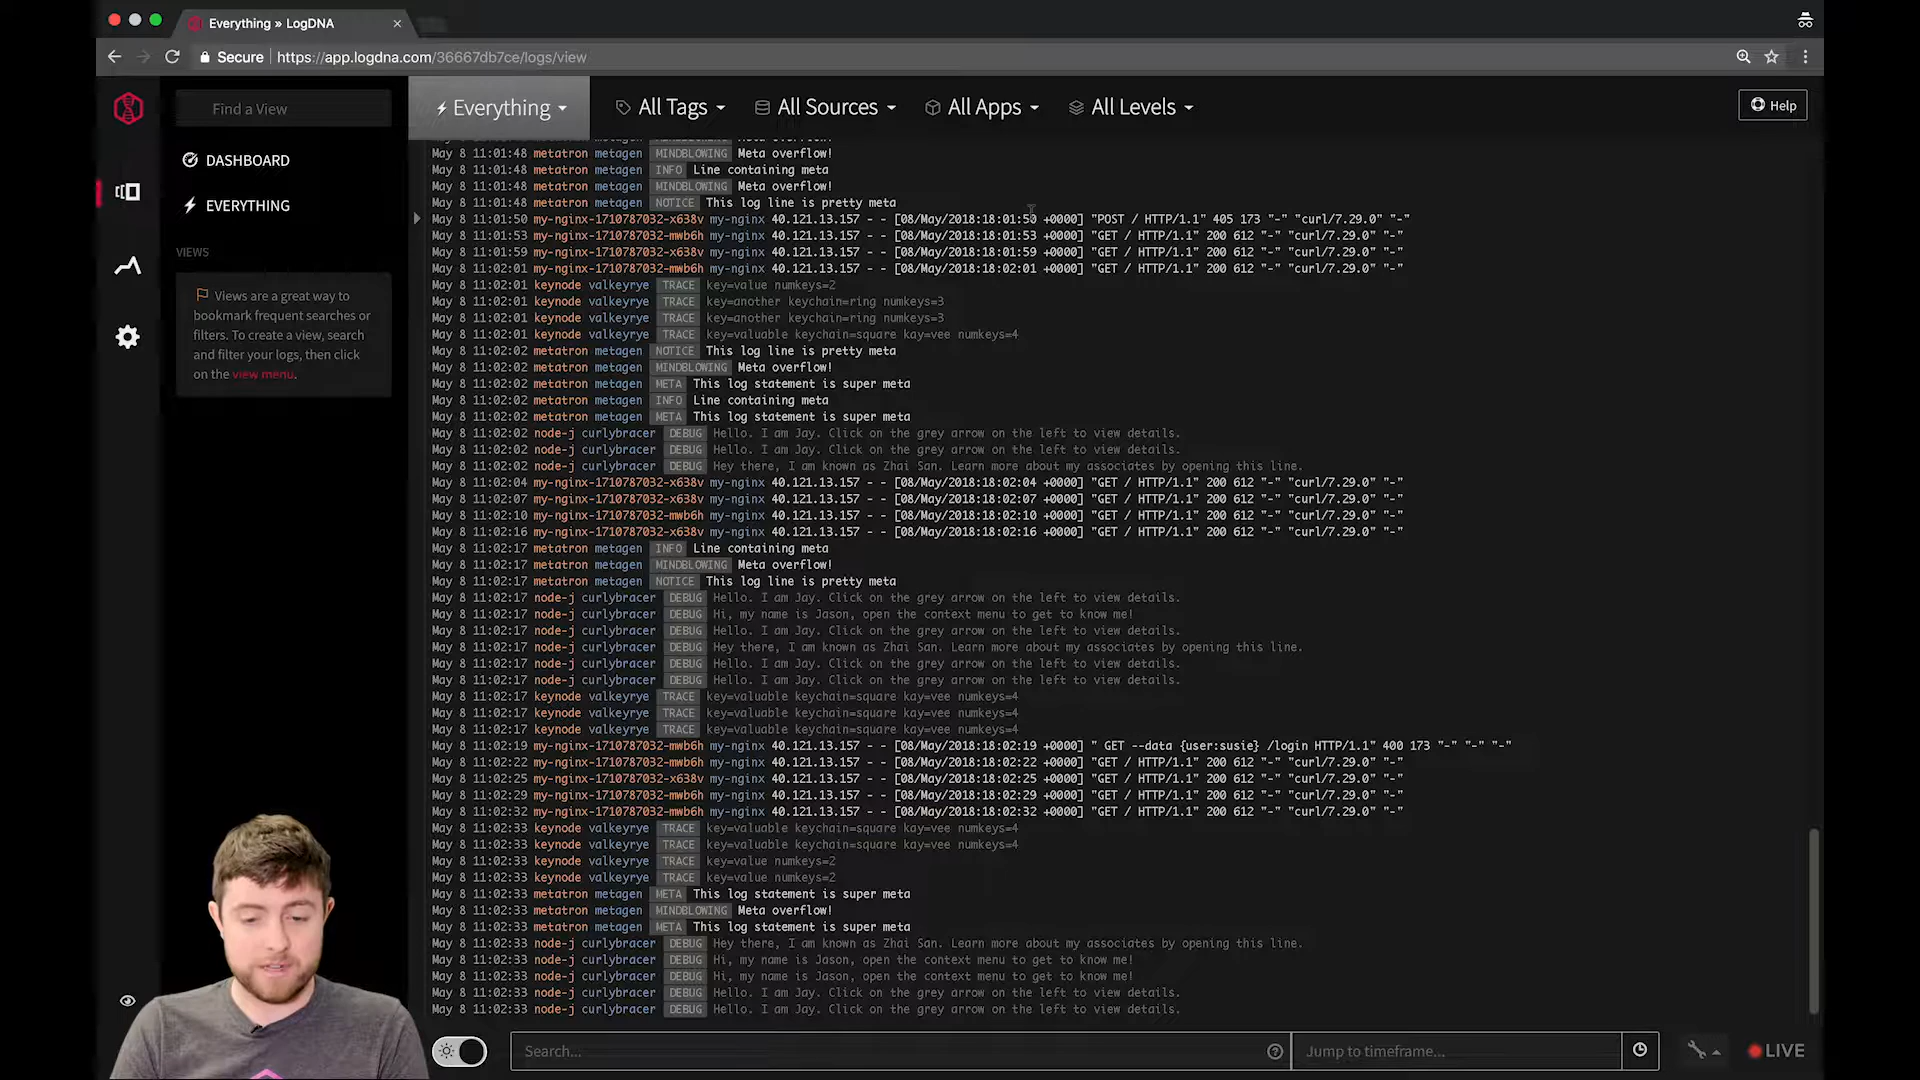 Everything » LogDNA
Secure https://app.logdna.com/36667db7ce/logs/view
Find a View
Everything
All Tags
All Sources
All Apps
All Levels
Help
DASHBOARD
EVERYTHING
VIEWS
Views are a great way to
bookmark frequent searches or
filters. To create a view, search
and filter your logs, then click
on the view menu.
May 8 11:01:48 metatron metagen MINDBLOWING Meta overflow!
May 8 11:01:48 metatron metagen INFO Line containing meta
May 8 11:01:48 metatron metagen MINDBLOWING Meta overflow!
May 8 11:01:48 metatron metagen NOTICE This log line is pretty meta
May 8 11:01:50 my-nginx-1710787032-x638v my-nginx 40.121.13.157 - - [08/May/2018:18:01:50 +0000] "POST / HTTP/1.1" 405 173 "-" "curl/7.29.0" "-"
May 8 11:01:53 my-nginx-1710787032-mwb6h my-nginx 40.121.13.157 - - [08/May/2018:18:01:53 +0000] "GET / HTTP/1.1" 200 612 "-" "curl/7.29.0" "-"
May 8 11:01:59 my-nginx-1710787032-x638v my-nginx 40.121.13.157 - - [08/May/2018:18:01:59 +0000] "GET / HTTP/1.1" 200 612 "-" "curl/7.29.0" "-"
May 8 11:02:01 my-nginx-1710787032-mwb6h my-nginx 40.121.13.157 - - [08/May/2018:18:02:01 +0000] "GET / HTTP/1.1" 200 612 "-" "curl/7.29.0" "-"
May 8 11:02:01 keynode valkeyrye TRACE key=value numkeys=2
May 8 11:02:01 keynode valkeyrye TRACE key=another keychain=ring numkeys=3
May 8 11:02:01 keynode valkeyrye TRACE key=another keychain=ring numkeys=3
May 8 11:02:01 keynode valkeyrye TRACE key=valuable keychain=square kay=vee numkeys=4
May 8 11:02:02 metatron metagen NOTICE This log line is pretty meta
May 8 11:02:02 metatron metagen MINDBLOWING Meta overflow!
May 8 11:02:02 metatron metagen META This log statement is super meta
May 8 11:02:02 metatron metagen INFO Line containing meta
May 8 11:02:02 metatron metagen META This log statement is super meta
May 8 11:02:02 node-j curlybracer DEBUG Hello. I am Jay. Click on the grey arrow on the left to view details.
May 8 11:02:02 node-j curlybracer DEBUG Hello. I am Jay. Click on the grey arrow on the left to view details.
May 8 11:02:02 node-j curlybracer DEBUG Hey there, I am known as Zhai San. Learn more about my associates by opening this line.
May 8 11:02:04 my-nginx-1710787032-x638v my-nginx 40.121.13.157 - - [08/May/2018:18:02:04 +0000] "GET / HTTP/1.1" 200 612 "-" "curl/7.29.0" "-"
May 8 11:02:07 my-nginx-1710787032-x638v my-nginx 40.121.13.157 - - [08/May/2018:18:02:07 +0000] "GET / HTTP/1.1" 200 612 "-" "curl/7.29.0" "-"
May 8 11:02:10 my-nginx-1710787032-mwb6h my-nginx 40.121.13.157 - - [08/May/2018:18:02:10 +0000] "GET / HTTP/1.1" 200 612 "-" "curl/7.29.0" "-"
May 8 11:02:16 my-nginx-1710787032-x638v my-nginx 40.121.13.157 - - [08/May/2018:18:02:16 +0000] "GET / HTTP/1.1" 200 612 "-" "curl/7.29.0" "-"
May 8 11:02:17 metatron metagen INFO Line containing meta
May 8 11:02:17 metatron metagen MINDBLOWING Meta overflow!
May 8 11:02:17 metatron metagen NOTICE This log line is pretty meta
May 8 11:02:17 node-j curlybracer DEBUG Hello. I am Jay. Click on the grey arrow on the left to view details.
May 8 11:02:17 node-j curlybracer DEBUG Hi, my name is Jason, open the context menu to get to know me!
May 8 11:02:17 node-j curlybracer DEBUG Hello. I am Jay. Click on the grey arrow on the left to view details.
May 8 11:02:17 node-j curlybracer DEBUG Hey there, I am known as Zhai San. Learn more about my associates by opening this line.
May 8 11:02:17 node-j curlybracer DEBUG Hello. I am Jay. Click on the grey arrow on the left to view details.
May 8 11:02:17 node-j curlybracer DEBUG Hello. I am Jay. Click on the grey arrow on the left to view details.
May 8 11:02:17 keynode valkeyrye TRACE key=valuable keychain=square kay=vee numkeys=4
May 8 11:02:17 keynode valkeyrye TRACE key=valuable keychain=square kay=vee numkeys=4
May 8 11:02:17 keynode valkeyrye TRACE key=valuable keychain=square kay=vee numkeys=4
May 8 11:02:19 my-nginx-1710787032-mwb6h my-nginx 40.121.13.157 - - [08/May/2018:18:02:19 +0000] " GET --data {user:susie} /login HTTP/1.1" 400 173 "-" "-" "-"
May 8 11:02:22 my-nginx-1710787032-mwb6h my-nginx 40.121.13.157 - - [08/May/2018:18:02:22 +0000] "GET / HTTP/1.1" 200 612 "-" "curl/7.29.0" "-"
May 8 11:02:25 my-nginx-1710787032-x638v my-nginx 40.121.13.157 - - [08/May/2018:18:02:25 +0000] "GET / HTTP/1.1" 200 612 "-" "curl/7.29.0" "-"
May 8 11:02:29 my-nginx-1710787032-mwb6h my-nginx 40.121.13.157 - - [08/May/2018:18:02:29 +0000] "GET / HTTP/1.1" 200 612 "-" "curl/7.29.0" "-"
May 8 11:02:32 my-nginx-1710787032-mwb6h my-nginx 40.121.13.157 - - [08/May/2018:18:02:32 +0000] "GET / HTTP/1.1" 200 612 "-" "curl/7.29.0" "-"
May 8 11:02:33 keynode valkeyrye TRACE key=valuable keychain=square kay=vee numkeys=4
May 8 11:02:33 keynode valkeyrye TRACE key=valuable keychain=square kay=vee numkeys=4
May 8 11:02:33 keynode valkeyrye TRACE key=value numkeys=2
May 8 11:02:33 keynode valkeyrye TRACE key=value numkeys=2
May 8 11:02:33 metatron metagen META This log statement is super meta
May 8 11:02:33 metatron metagen MINDBLOWING Meta overflow!
May 8 11:02:33 metatron metagen META This log statement is super meta
May 8 11:02:33 node-j curlybracer DEBUG Hey there, I am known as Zhai San. Learn more about my associates by opening this line.
May 8 11:02:33 node-j curlybracer DEBUG Hi, my name is Jason, open the context menu to get to know me!
May 8 11:02:33 node-j curlybracer DEBUG Hi, my name is Jason, open the context menu to get to know me!
May 8 11:02:33 node-j curlybracer DEBUG Hello. I am Jay. Click on the grey arrow on the left to view details.
May 8 11:02:33 node-j curlybracer DEBUG Hello. I am Jay. Click on the grey arrow on the left to view details.
Search...
Jump to timeframe...
LIVE